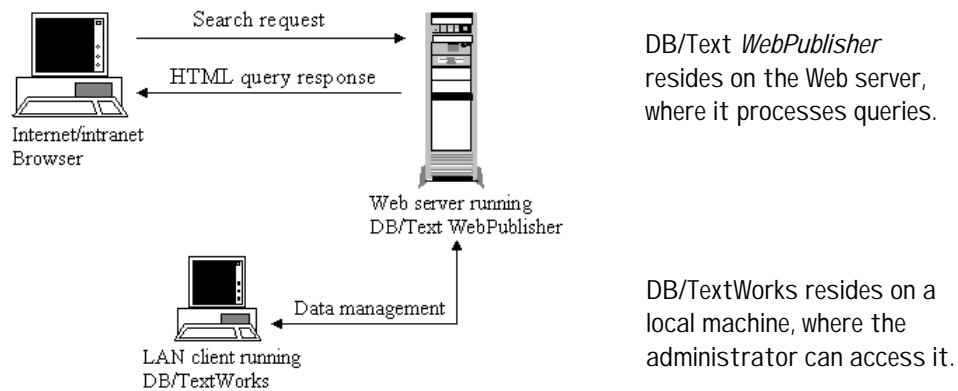 Search request
HTML query response
Internet/intranet
Browser
DB/Text WebPublisher
resides on the Web server,
where it processes queries.
Web server running
DB/Text WebPublisher
Data management
LAN client running
DB/TextWorks
DB/TextWorks resides on a
local machine, where the
administrator can access it.